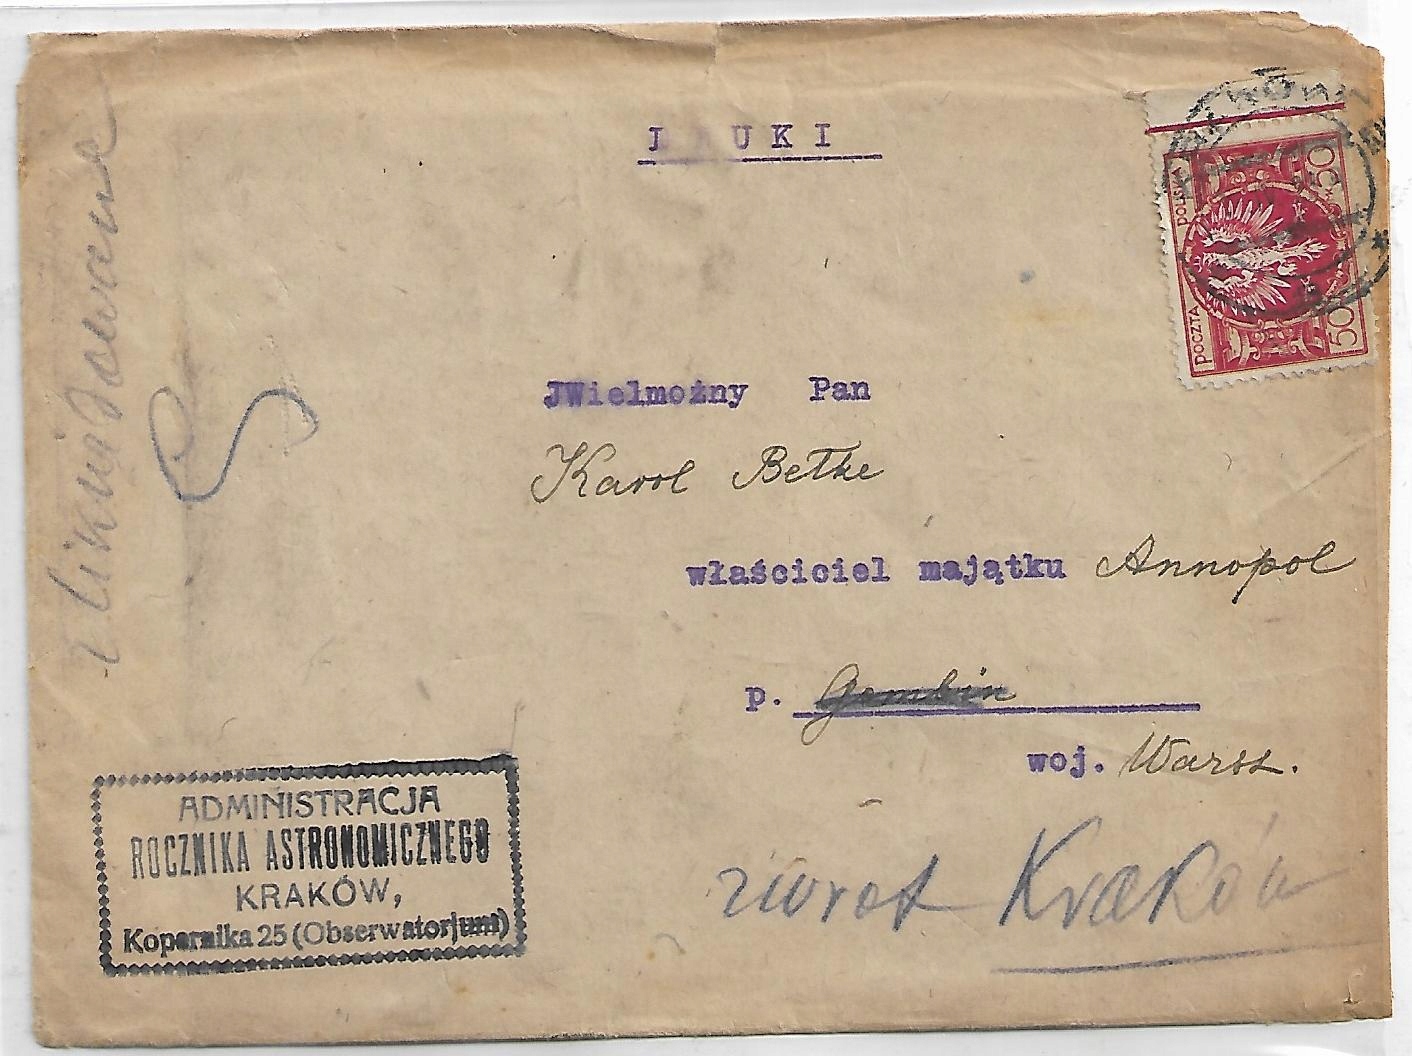 DRUKI
POCZTA POLSKA
50
50
JWielmożny Pan
Karol Betke
właściciel majątku Annopol
p. Gombin
woj. Warsz.
zwrot Kraków
ADMINISTRACJA
ROCZNIKA ASTRONOMICZNEGO
KRAKÓW,
Kopernika 25 (Obserwatorjum)